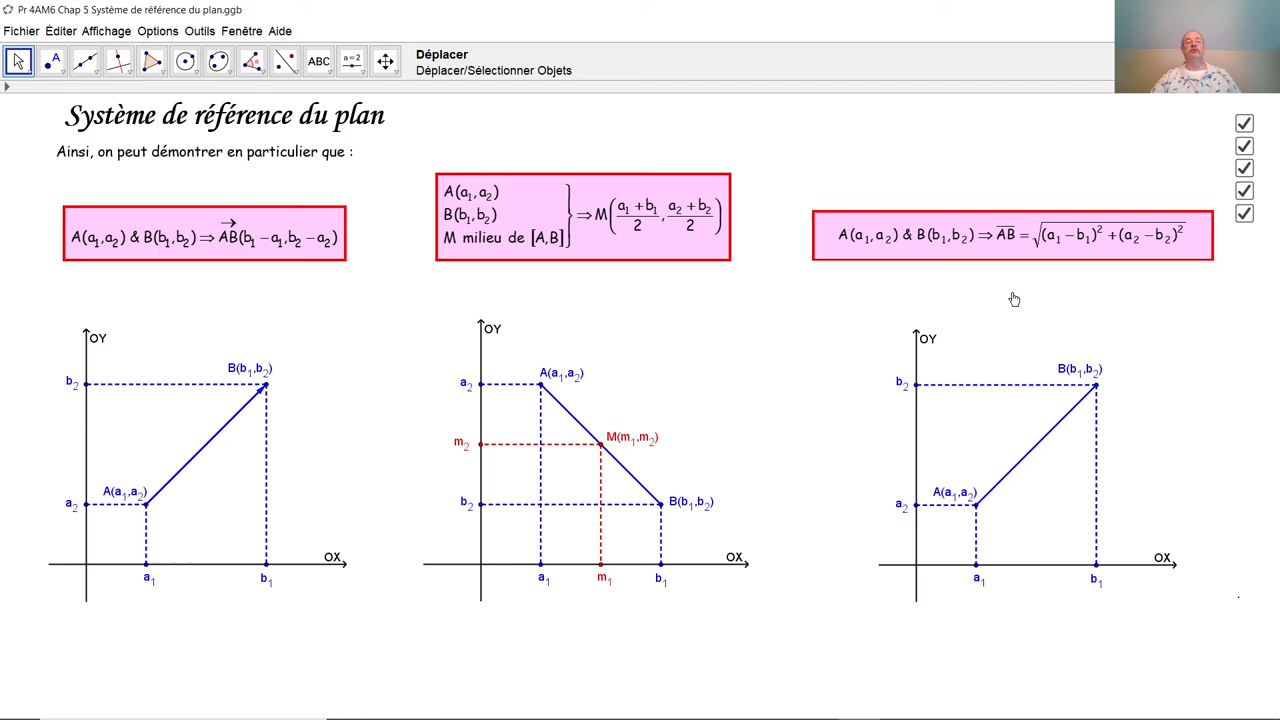 Pr 4AM6 Chap 5 Système de référence du plan.ggb
Fichier Éditer Affichage Options Outils Fenêtre Aide
A
α
ABC
a=2
Déplacer
Déplacer/Sélectionner Objets
Système de référence du plan
Ainsi, on peut démontrer en particulier que :
A(a₁,a₂) & B(b₁,b₂) ⇒ \overrightarrow{AB}(b₁ − a₁, b₂ − a₂)
A(a₁,a₂)
B(b₁,b₂)
M milieu de [A,B]
} ⇒ M((a₁ + b₁)/2, (a₂ + b₂)/2)
A(a₁,a₂) & B(b₁,b₂) ⇒ \overline{AB} = √((a₁ − b₁)² + (a₂ − b₂)²)
OY
B(b₁,b₂)
b₂
A(a₁,a₂)
a₂
OX
a₁
b₁
OY
A(a₁,a₂)
a₂
M(m₁,m₂)
m₂
B(b₁,b₂)
b₂
OX
a₁
m₁
b₁
OY
B(b₁,b₂)
b₂
A(a₁,a₂)
a₂
OX
a₁
b₁